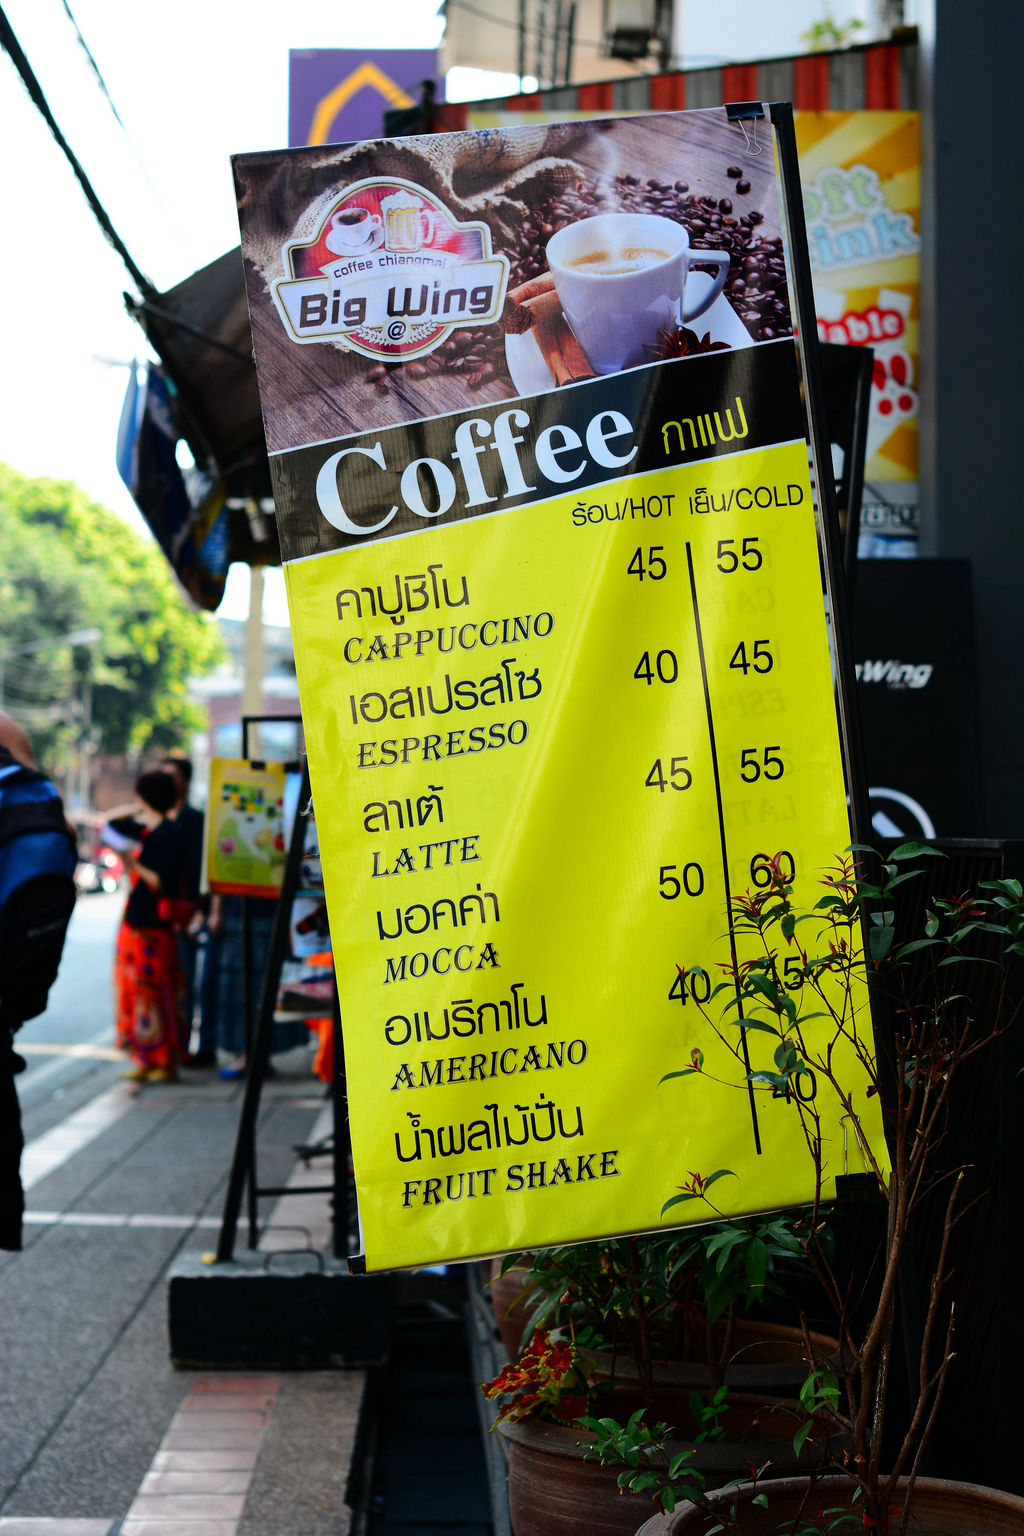 coffee chiangmai
Big Wing
@
Coffee กาแฟ
ร้อน/HOT เย็น/COLD
คาปูชิโน 45 55
CAPPUCCINO
เอสเปรสโซ 40 45
ESPRESSO
ลาเต้ 45 55
LATTE
มอคค่า 50 60
MOCCA
อเมริกาโน 40 45
AMERICANO
น้ำผลไม้ปั่น 40
FRUIT SHAKE
Wing